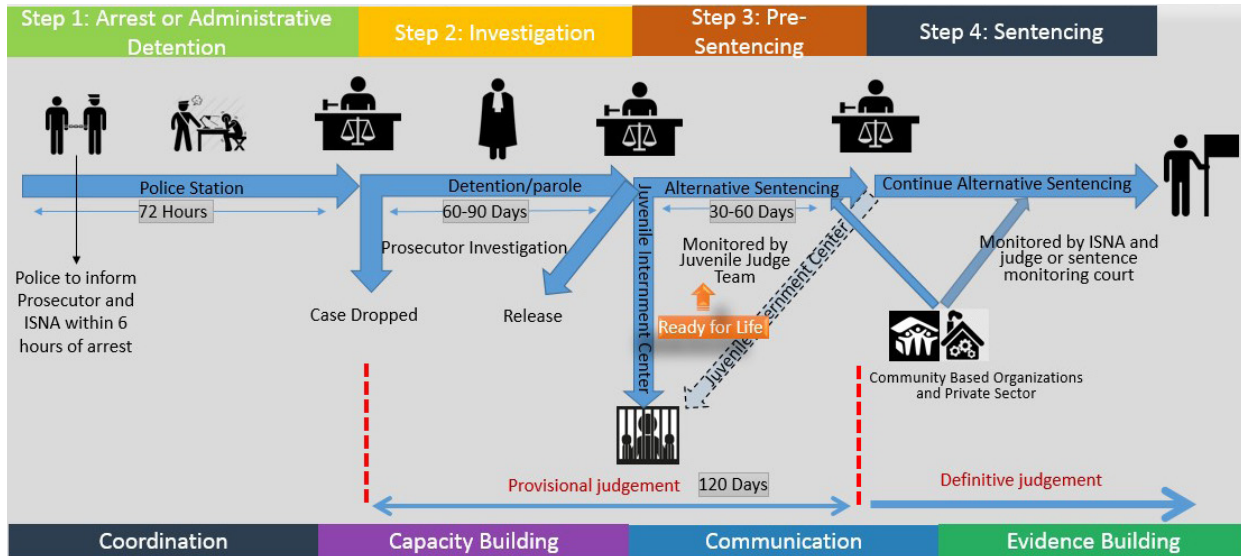 Step 1: Arrest or Administrative
Detention
Step 2: Investigation
Step 3: Pre-
Sentencing
Step 4: Sentencing
Police Station
Detention/parole
Alternative Sentencing
Continue Alternative Sentencing
72 Hours
60-90 Days
30-60 Days
Prosecutor Investigation
Juvenile Internment Center
Monitored by
Juvenile Judge
Team
Juvenile Internment Center
Monitored by ISNA and
judge or sentence
monitoring court
Police to inform
Prosecutor and
ISNA within 6
hours of arrest
Case Dropped
Release
Ready for Life
Community Based Organizations
and Private Sector
Provisional judgement
120 Days
Definitive judgement
Coordination
Capacity Building
Communication
Evidence Building